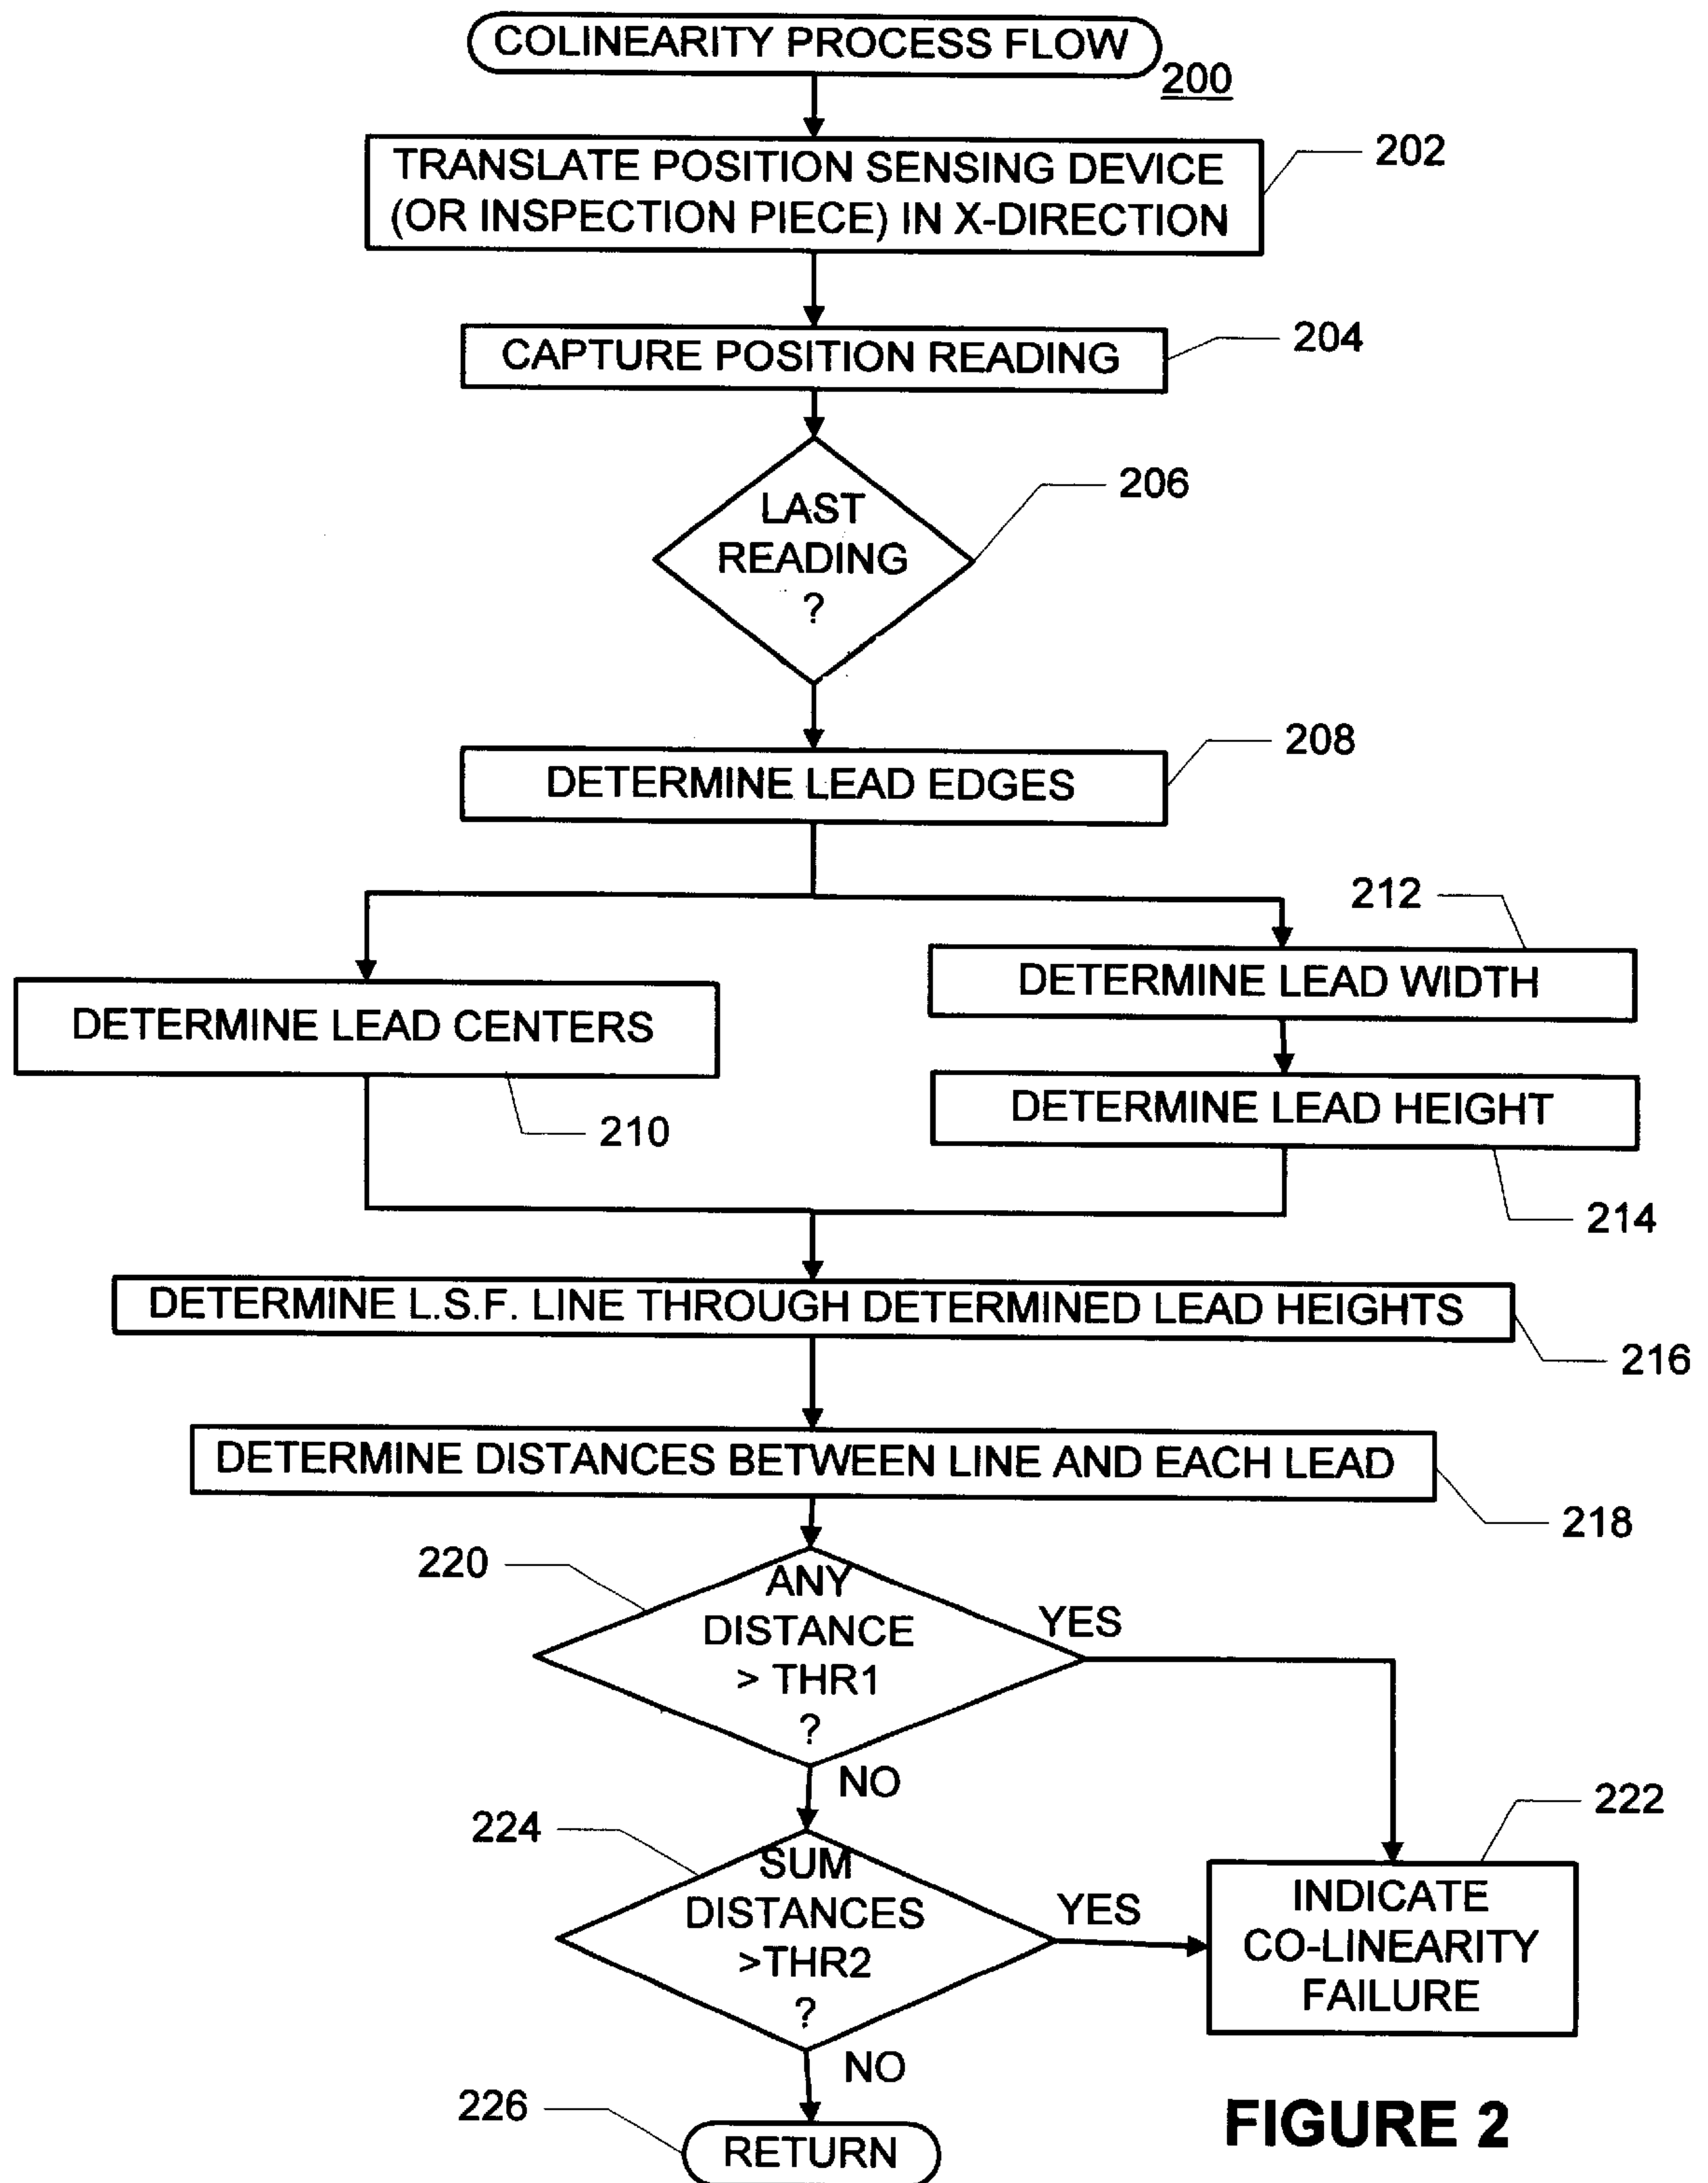 COLINEARITY PROCESS FLOW
200
TRANSLATE POSITION SENSING DEVICE
(OR INSPECTION PIECE) IN X-DIRECTION
202
CAPTURE POSITION READING
204
LAST
READING
?
206
DETERMINE LEAD EDGES
208
DETERMINE LEAD CENTERS
210
212
DETERMINE LEAD WIDTH
DETERMINE LEAD HEIGHT
214
DETERMINE L.S.F. LINE THROUGH DETERMINED LEAD HEIGHTS
216
DETERMINE DISTANCES BETWEEN LINE AND EACH LEAD
218
220
ANY
DISTANCE
> THR1
?
YES
NO
224
SUM
DISTANCES
>THR2
?
YES
NO
222
INDICATE
CO-LINEARITY
FAILURE
226
RETURN
FIGURE 2